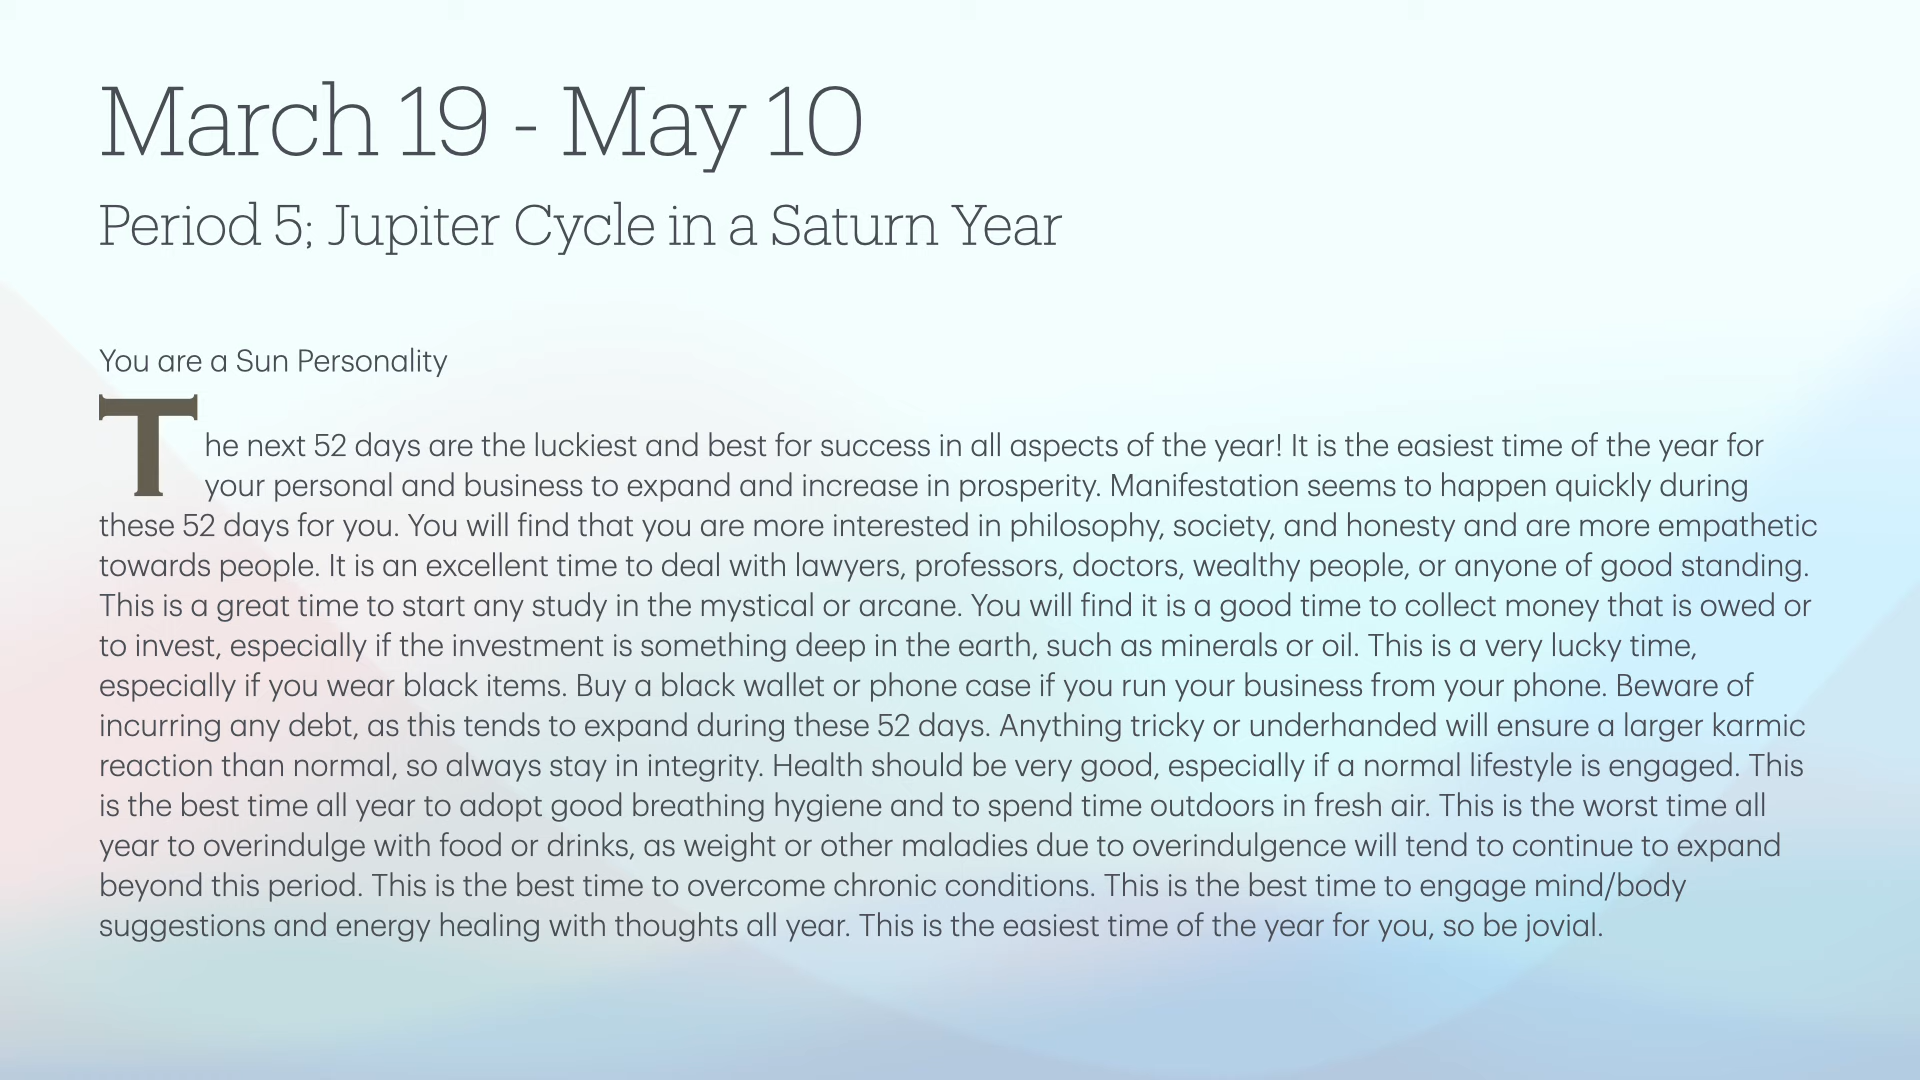 March 19 - May 10
Period 5; Jupiter Cycle in a Saturn Year
You are a Sun Personality
The next 52 days are the luckiest and best for success in all aspects of the year! It is the easiest time of the year for
your personal and business to expand and increase in prosperity. Manifestation seems to happen quickly during
these 52 days for you. You will find that you are more interested in philosophy, society, and honesty and are more empathetic
towards people. It is an excellent time to deal with lawyers, professors, doctors, wealthy people, or anyone of good standing.
This is a great time to start any study in the mystical or arcane. You will find it is a good time to collect money that is owed or
to invest, especially if the investment is something deep in the earth, such as minerals or oil. This is a very lucky time,
especially if you wear black items. Buy a black wallet or phone case if you run your business from your phone. Beware of
incurring any debt, as this tends to expand during these 52 days. Anything tricky or underhanded will ensure a larger karmic
reaction than normal, so always stay in integrity. Health should be very good, especially if a normal lifestyle is engaged. This
is the best time all year to adopt good breathing hygiene and to spend time outdoors in fresh air. This is the worst time all
year to overindulge with food or drinks, as weight or other maladies due to overindulgence will tend to continue to expand
beyond this period. This is the best time to overcome chronic conditions. This is the best time to engage mind/body
suggestions and energy healing with thoughts all year. This is the easiest time of the year for you, so be jovial.